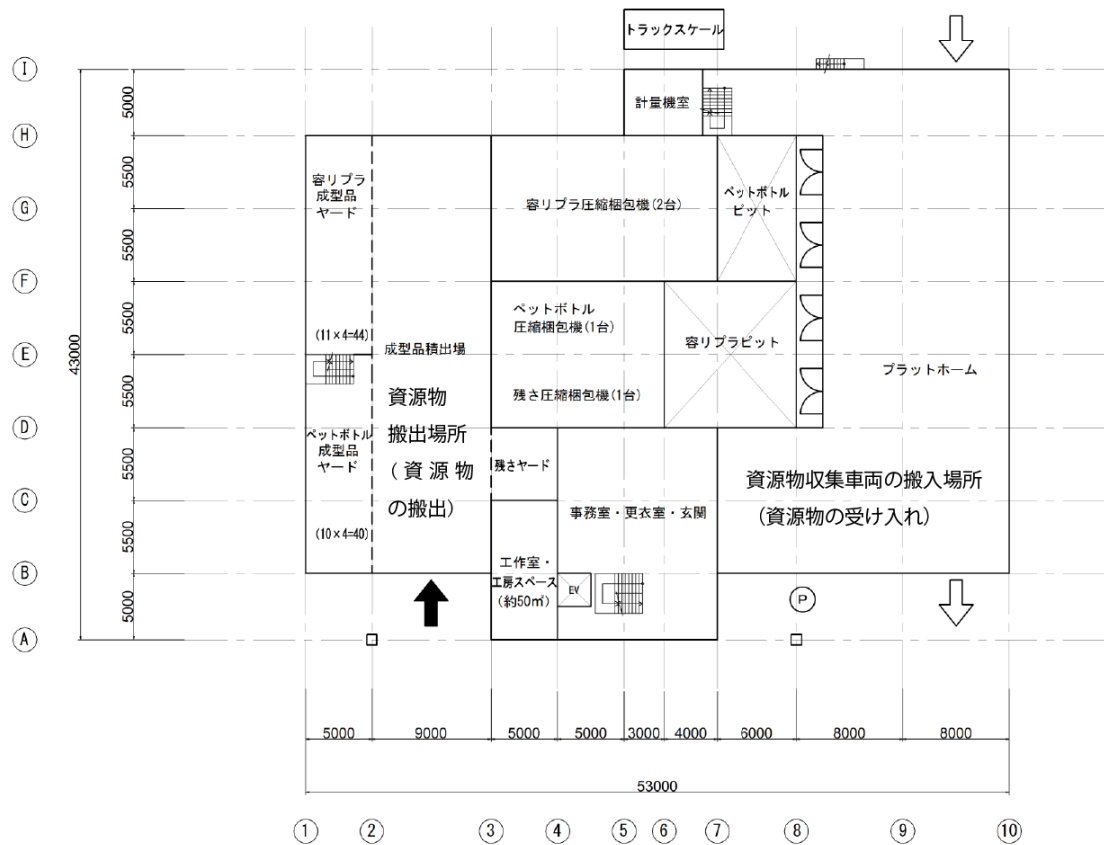 トラックスケール
I
計量機室
H
容リプラ
成型品
ヤード
G
容リプラ圧縮梱包機(2台)
ペットボトル
ピット
F
ペットボトル
圧縮梱包機(1台)
(11×4=44)
E
成型品積出場
容リプラピット
プラットホーム
資源物
搬出場所
(資源物
の搬出)
残さ圧縮梱包機(1台)
D
ペットボトル
成型品
ヤード
残さヤード
資源物収集車両の搬入場所
(資源物の受け入れ)
C
事務室・更衣室・玄関
(10×4=40)
工作室・
工房スペース
(約50㎡)
EV
B
P
A
5000
5500
5500
5500
5500
5500
5500
5000
43000
5000
9000
5000
5000
3000
4000
6000
8000
8000
53000
1
2
3
4
5
6
7
8
9
10